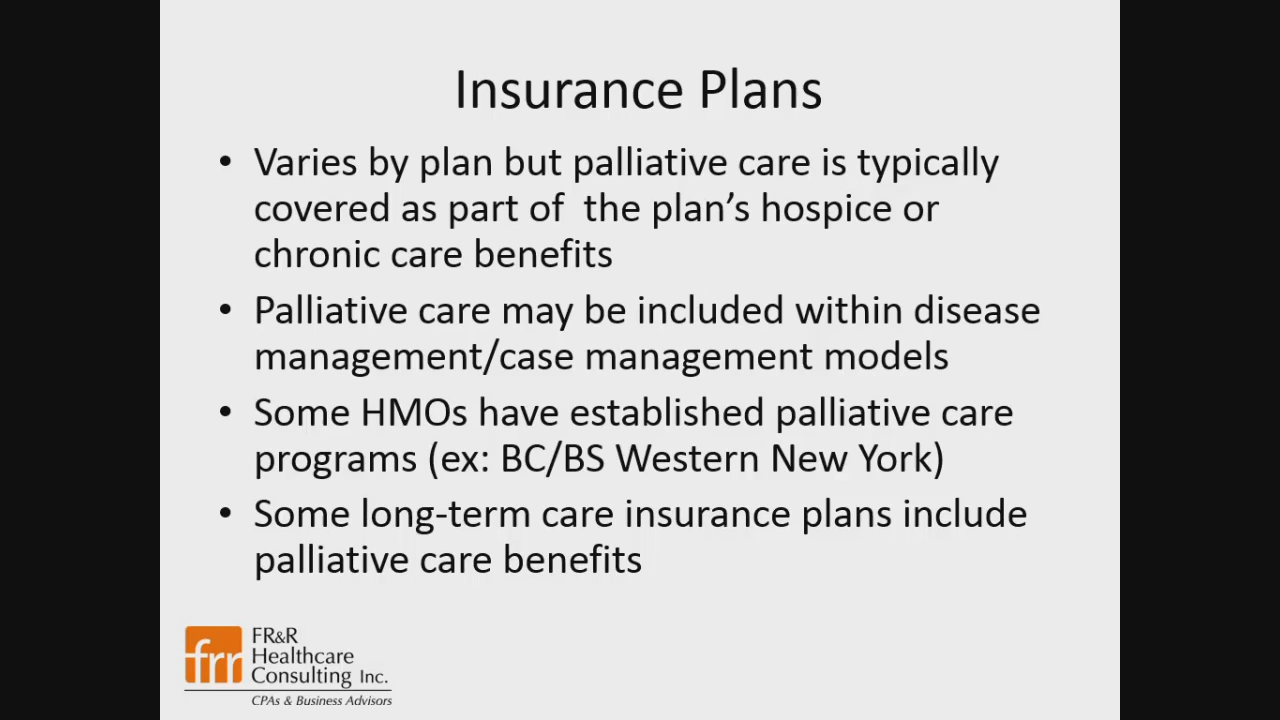 Insurance Plans
• Varies by plan but palliative care is typically
covered as part of  the plan’s hospice or
chronic care benefits
• Palliative care may be included within disease
management/case management models
• Some HMOs have established palliative care
programs (ex: BC/BS Western New York)
• Some long-term care insurance plans include
palliative care benefits
frr
FR&R
Healthcare
Consulting Inc.
CPAs & Business Advisors